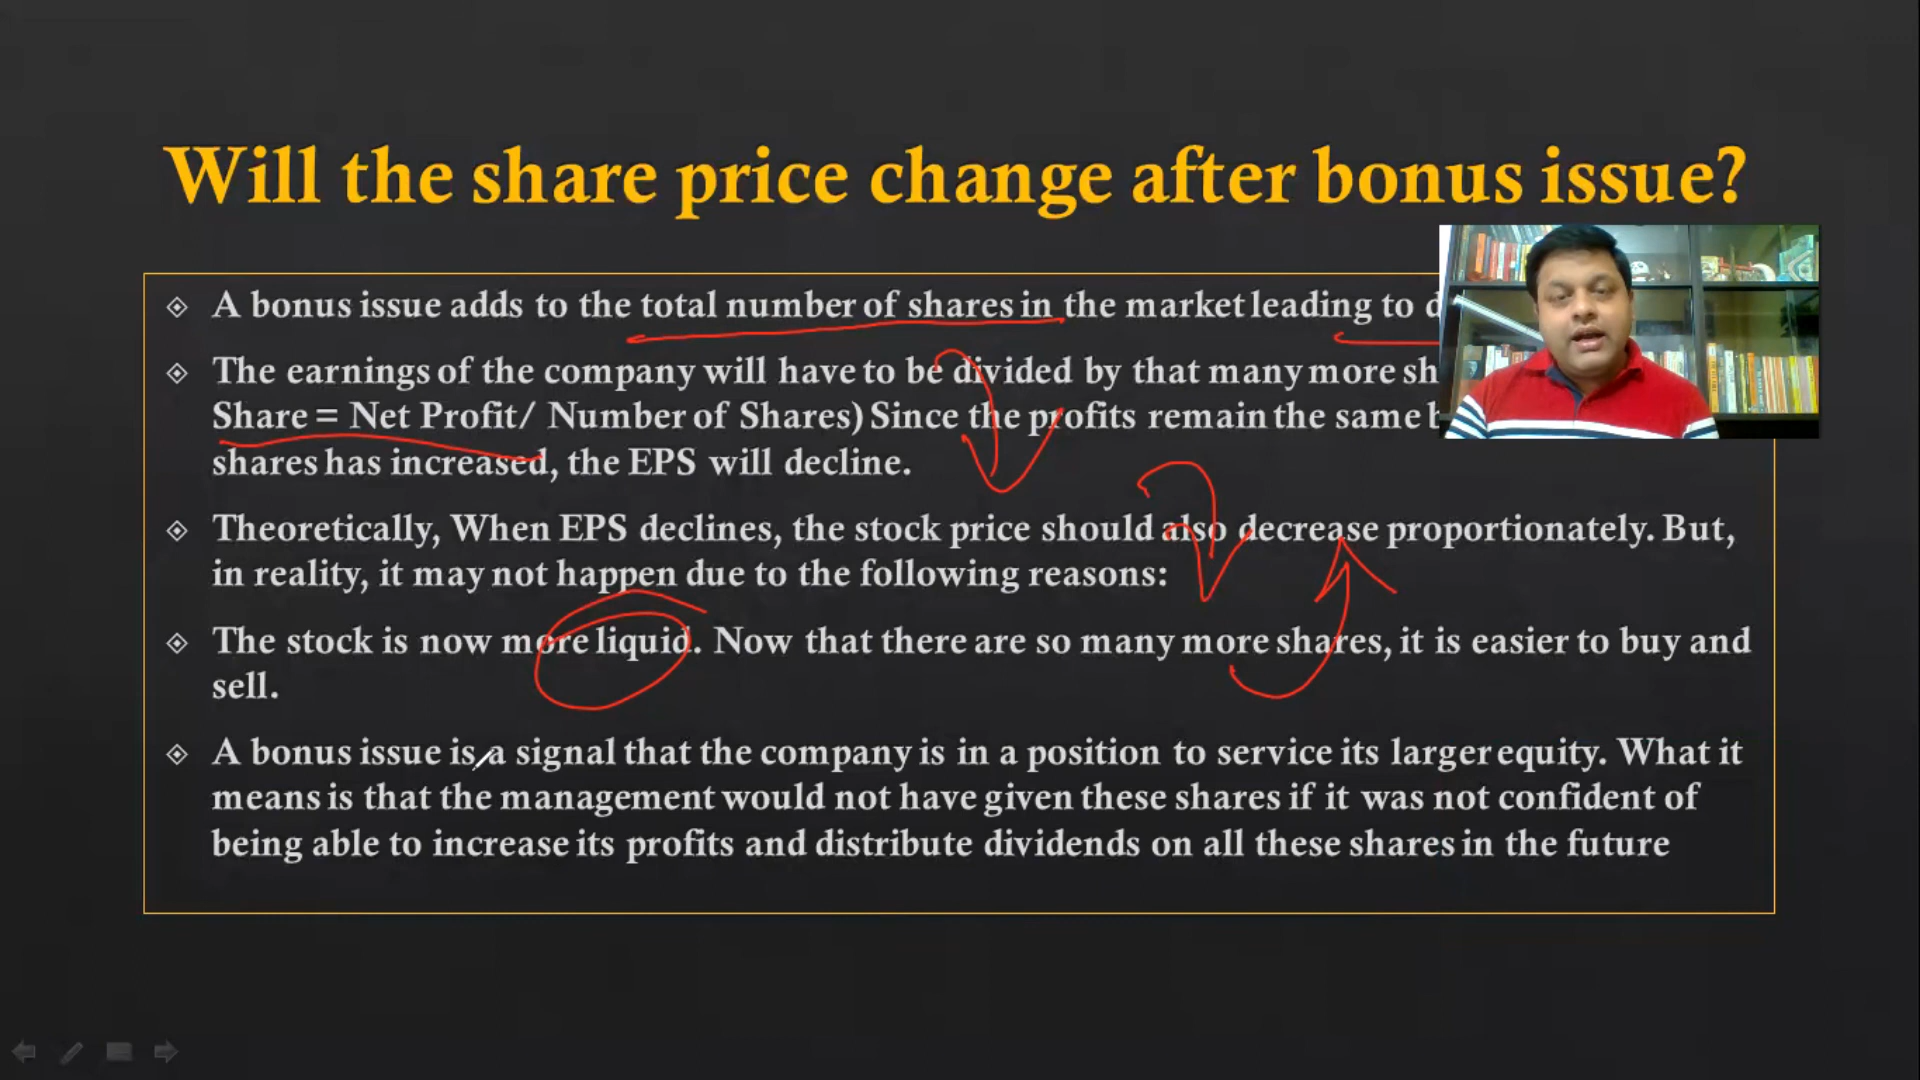 Will the share price change after bonus issue?
A bonus issue adds to the total number of shares in the market leading to
The earnings of the company will have to be divided by that many more
Share = Net Profit/ Number of Shares) Since the profits remain the same
shares has increased, the EPS will decline.
Theoretically, When EPS declines, the stock price should also decrease proportionately. But,
in reality, it may not happen due to the following reasons:
The stock is now more liquid. Now that there are so many more shares, it is easier to buy and
sell.
A bonus issue is a signal that the company is in a position to service its larger equity. What it
means is that the management would not have given these shares if it was not confident of
being able to increase its profits and distribute dividends on all these shares in the future